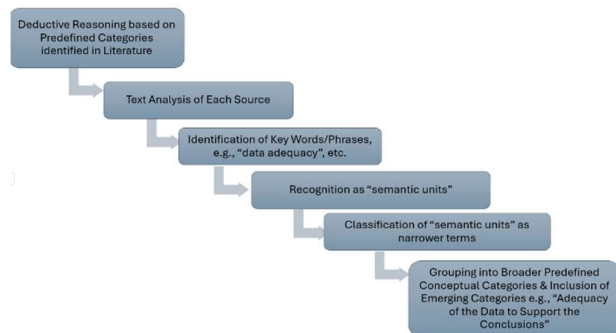 Deductive Reasoning based on
Predefined Categories
identified in Literature
Text Analysis of Each Source
Identification of Key Words/Phrases,
e.g., “data adequacy”, etc.
Recognition as “semantic units”
Classification of “semantic units” as
narrower terms
Grouping into Broader Predefined
Conceptual Categories & Inclusion of
Emerging Categories e.g., “Adequacy
of the Data to Support the
Conclusions”